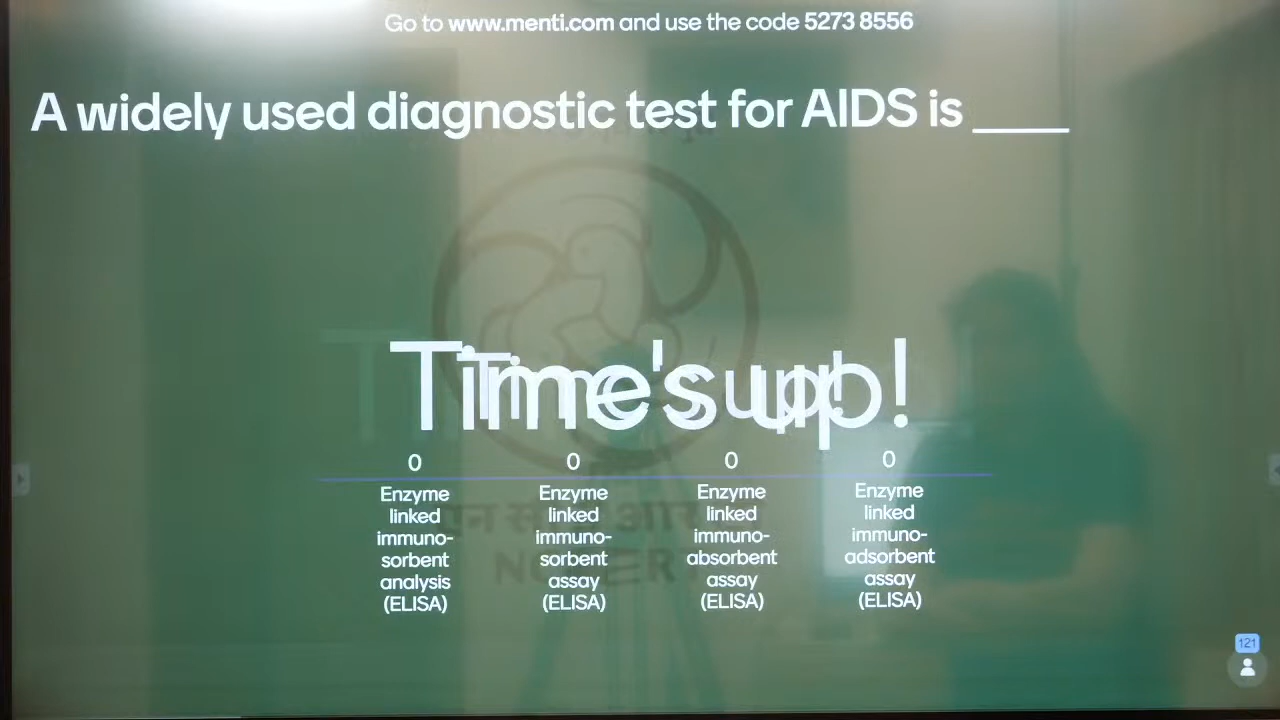 Go to www.menti.com and use the code 5273 8556
A widely used diagnostic test for AIDS is ____
Time's up!
0 0 0 0
Enzyme
linked
immuno-
sorbent
analysis
(ELISA)
Enzyme
linked
immuno-
sorbent
assay
(ELISA)
Enzyme
linked
immuno-
absorbent
assay
(ELISA)
Enzyme
linked
immuno-
adsorbent
assay
(ELISA)
121